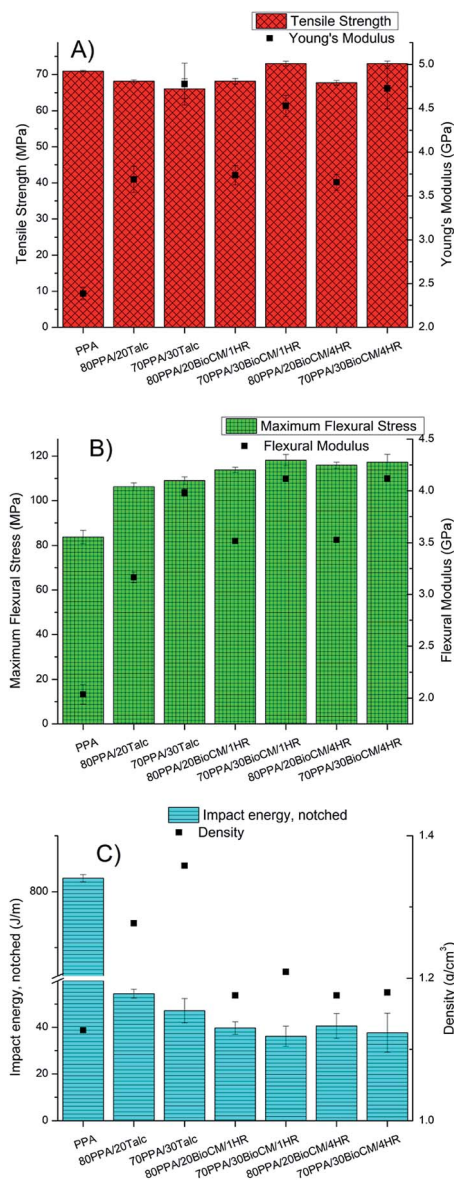 A)
Tensile Strength
Young's Modulus
Tensile Strength (MPa)
70
60
50
40
30
20
10
0
Young's Modulus (GPa)
5.0
4.5
4.0
3.5
3.0
2.5
2.0
PPA
80PPA/20Talc
70PPA/30Talc
80PPA/20BioCM/1HR
70PPA/30BioCM/1HR
80PPA/20BioCM/4HR
70PPA/30BioCM/4HR
B)
Maximum Flexural Stress
Flexural Modulus
Maximum Flexural Stress (MPa)
120
100
80
60
40
20
0
Flexural Modulus (GPa)
4.5
4.0
3.5
3.0
2.5
2.0
PPA
80PPA/20Talc
70PPA/30Talc
80PPA/20BioCM/1HR
70PPA/30BioCM/1HR
80PPA/20BioCM/4HR
70PPA/30BioCM/4HR
C)
Impact energy, notched
Density
Impact energy, notched (J/m)
800
40
20
0
Density (g/cm³)
1.4
1.2
1.0
PPA
80PPA/20Talc
70PPA/30Talc
80PPA/20BioCM/1HR
70PPA/30BioCM/1HR
80PPA/20BioCM/4HR
70PPA/30BioCM/4HR